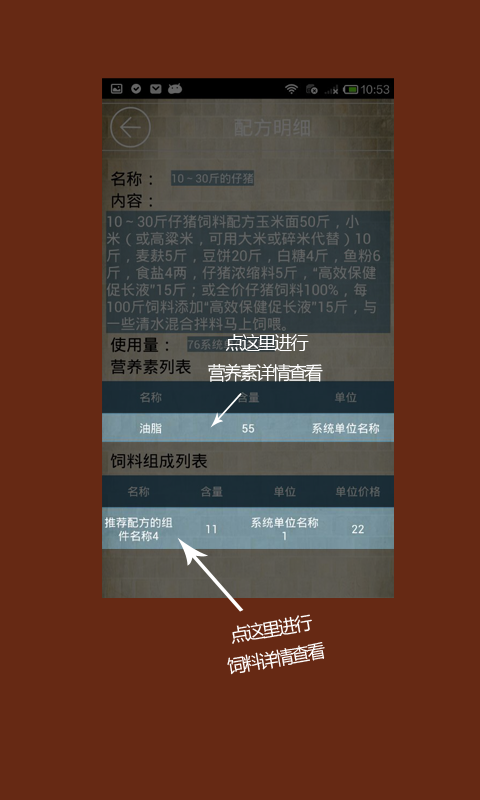 10:53
配方明细
名称： 10～30斤的仔猪
内容：
10～30斤仔猪饲料配方玉米面50斤，小
米（或高粱米，可用大米或碎米代替）10
斤，麦麸5斤，豆饼20斤，白糖4斤，鱼粉6
斤，食盐4两，仔猪浓缩料5斤，“高效保健
促长液”15斤；或全价仔猪饲料100%，每
100斤饲料添加“高效保健促长液”15斤，与
一些清水混合拌料马上饲喂。
使用量： 76系统
点这里进行
营养素详情查看
营养素列表
名称 含量 单位
油脂 55 系统单位名称
饲料组成列表
名称 含量 单位 单位价格
推荐配方的组 11 系统单位名称 22
件名称4 1
点这里进行
饲料详情查看